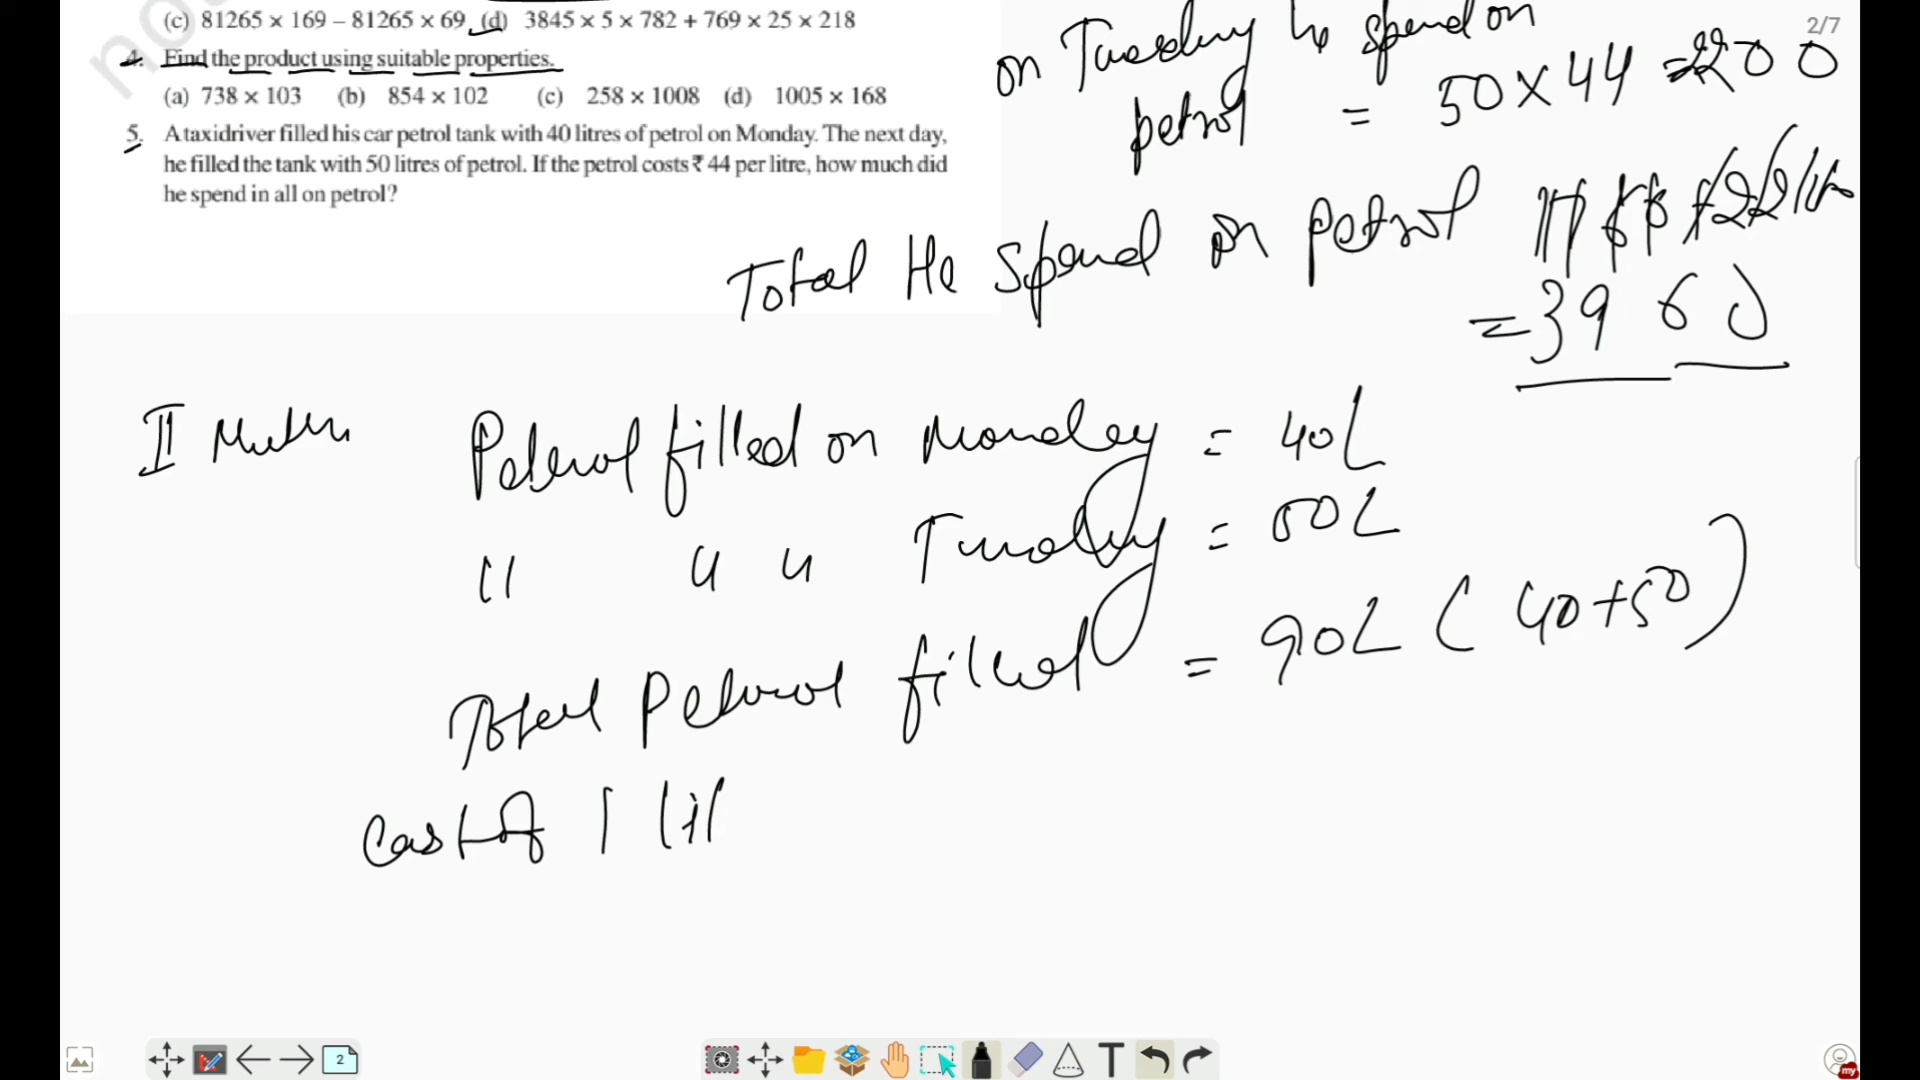 (c) 81265 × 169 – 81265 × 69 (d) 3845 × 5 × 782 + 769 × 25 × 218
4. Find the product using suitable properties.
(a) 738 × 103 (b) 854 × 102 (c) 258 × 1008 (d) 1005 × 168
5. A taxidriver filled his car petrol tank with 40 litres of petrol on Monday. The next day,
he filled the tank with 50 litres of petrol. If the petrol costs ₹ 44 per litre, how much did
he spend in all on petrol?
2/7
on Tuesday he spend on
petrol = 50 × 44 = 2200
Total He spend on petrol
= 3960
II
Petrol filled on Monday = 40L
" " " Tuesday = 50L
Total Petrol filled = 90L (40+50)
Cost of 1 lit
2
T
my